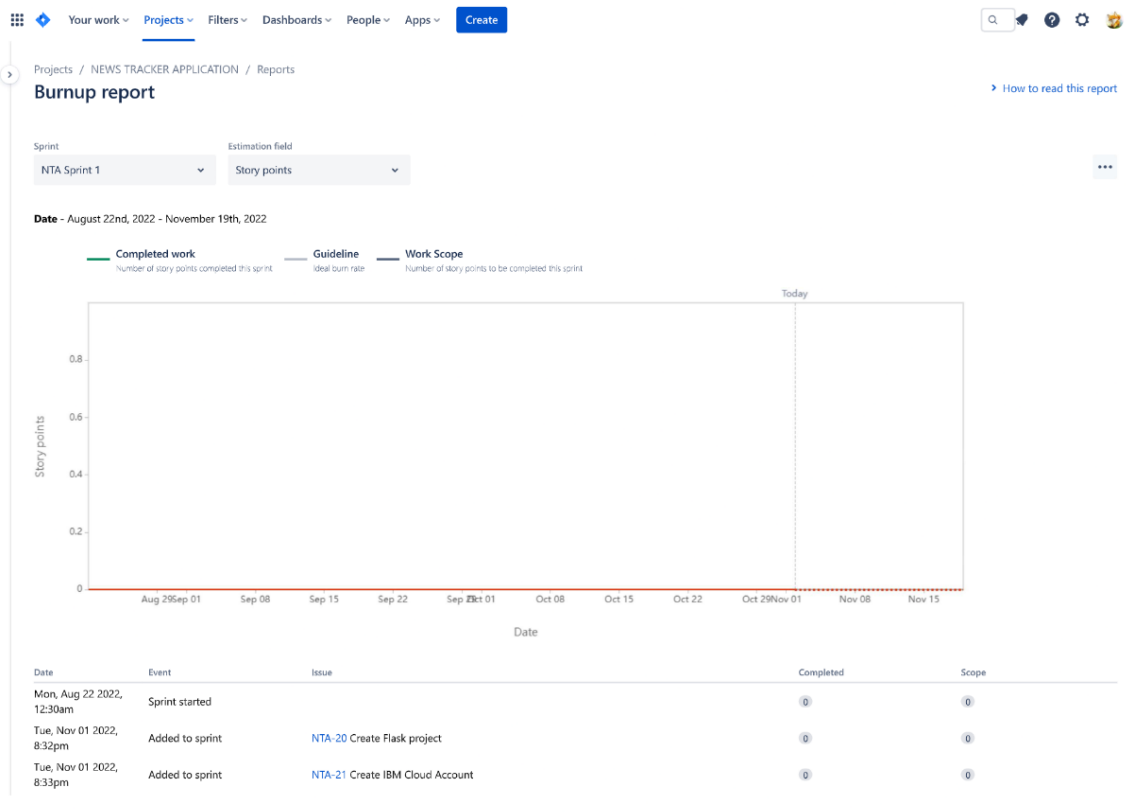 Your work Projects Filters Dashboards People Apps Create
Projects / NEWS TRACKER APPLICATION / Reports
Burnup report
How to read this report
Sprint Estimation field
NTA Sprint 1 Story points
Date - August 22nd, 2022 - November 19th, 2022
Completed work Guideline Work Scope
Number of story points completed this sprint Ideal burn rate Number of story points to be completed this sprint
Today
0.8
0.6
Story points
0.4
0.2
0
Aug 29 Sep 01 Sep 08 Sep 15 Sep 22 Sep Oct 01 Oct 08 Oct 15 Oct 22 Oct 29 Nov 01 Nov 08 Nov 15
Date
Date Event Issue Completed Scope
Mon, Aug 22 2022,
12:30am Sprint started 0 0
Tue, Nov 01 2022,
8:32pm Added to sprint NTA-20 Create Flask project 0 0
Tue, Nov 01 2022,
8:33pm Added to sprint NTA-21 Create IBM Cloud Account 0 0